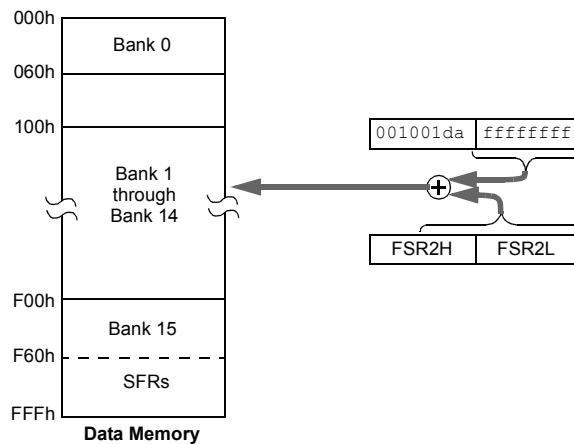 000h
Bank 0
060h
100h
001001da ffffffff
Bank 1
through
Bank 14
FSR2H FSR2L
F00h
Bank 15
F60h
SFRs
FFFh
Data Memory